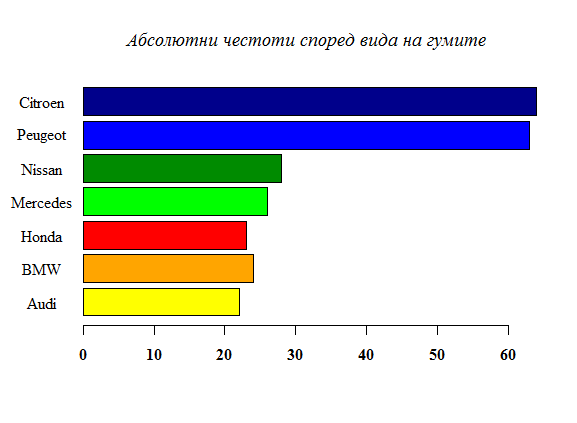 Абсолютни честоти според вида на гумите
Citroen
Peugeot
Nissan
Mercedes
Honda
BMW
Audi
0 10 20 30 40 50 60